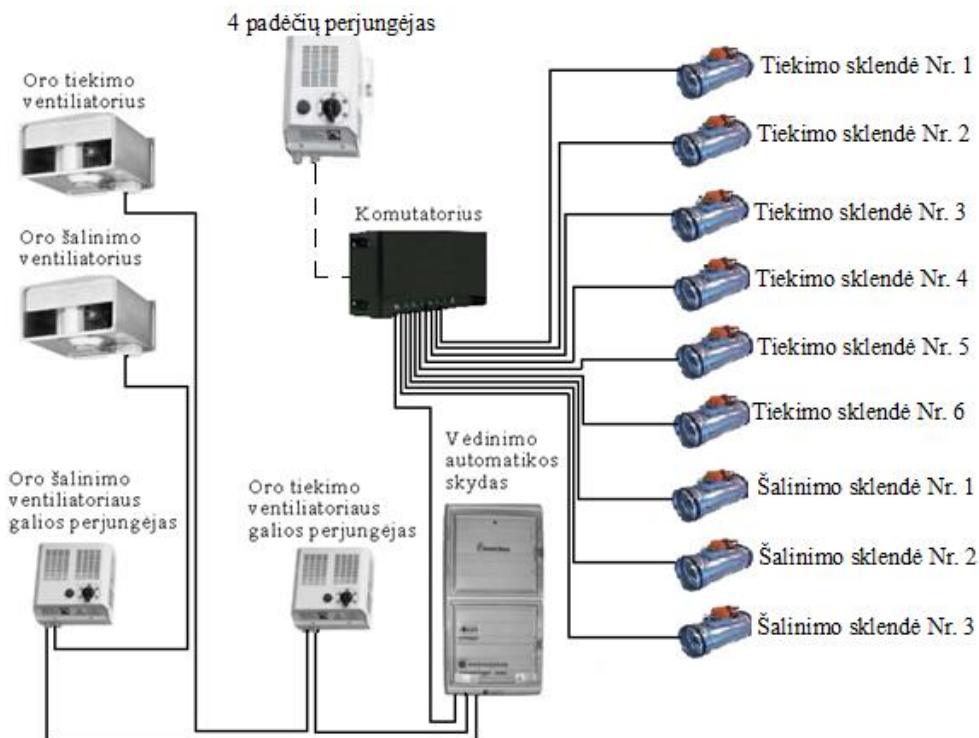 4 padėčių perjungėjas
Oro tiekimo
ventiliatorius
Oro šalinimo
ventiliatorius
Komutatorius
Oro šalinimo
ventiliatoriaus
galios perjungėjas
Oro tiekimo
ventiliatoriaus
galios perjungėjas
Vėdinimo
automatikos
skydas
Tiekimo sklendė Nr. 1
Tiekimo sklendė Nr. 2
Tiekimo sklendė Nr. 3
Tiekimo sklendė Nr. 4
Tiekimo sklendė Nr. 5
Tiekimo sklendė Nr. 6
Šalinimo sklendė Nr. 1
Šalinimo sklendė Nr. 2
Šalinimo sklendė Nr. 3